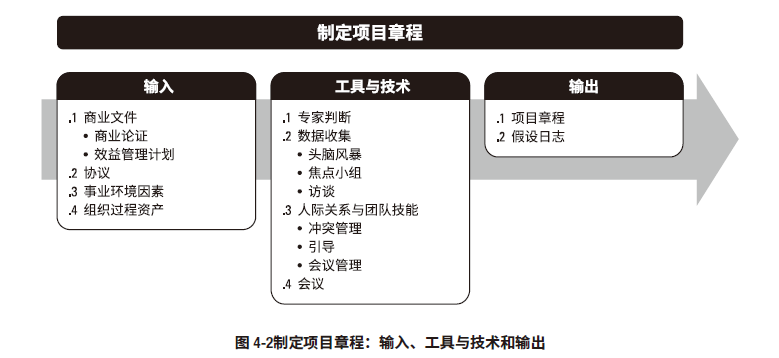 制定项目章程
输入
.1 商业文件
• 商业论证
• 效益管理计划
.2 协议
.3 事业环境因素
.4 组织过程资产
工具与技术
.1 专家判断
.2 数据收集
• 头脑风暴
• 焦点小组
• 访谈
.3 人际关系与团队技能
• 冲突管理
• 引导
• 会议管理
.4 会议
输出
.1 项目章程
.2 假设日志
图 4-2制定项目章程：输入、工具与技术和输出